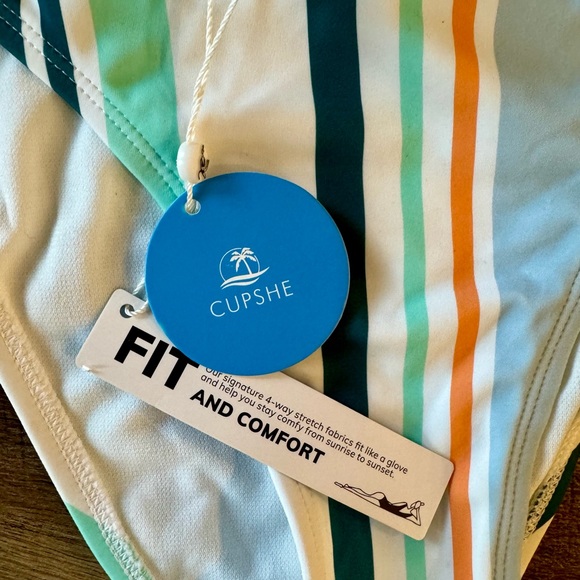 CUPSHE
FIT
AND COMFORT
Our signature 4-way stretch fabrics fit like a glove
and help you stay comfy from sunrise to sunset.